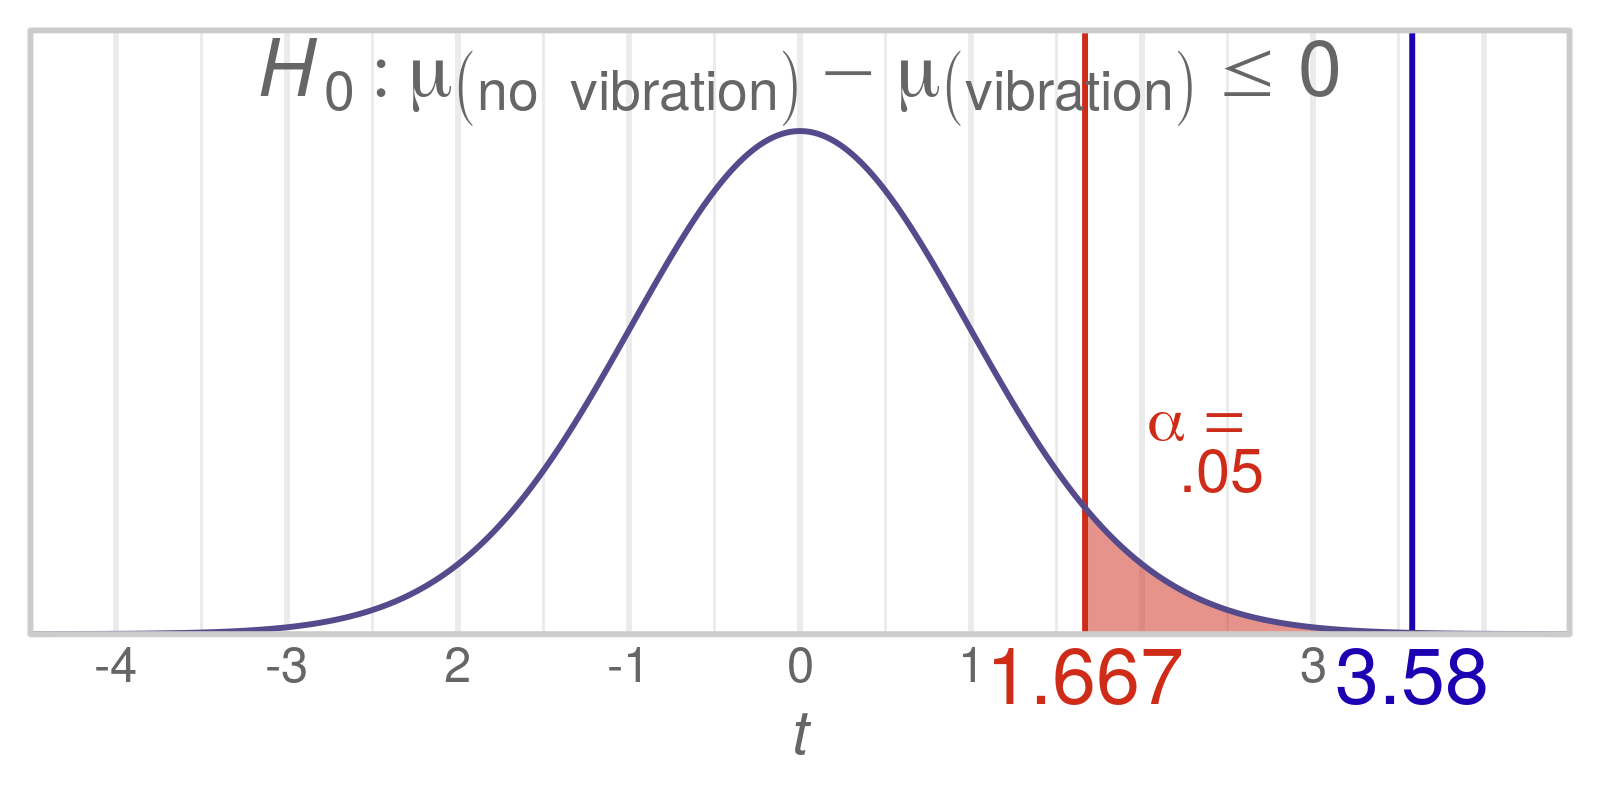 H₀ : μ(no vibration) − μ(vibration) ≤ 0
α =
.05
-4 -3 2 -1 0 1 1.667 3 3.58
t